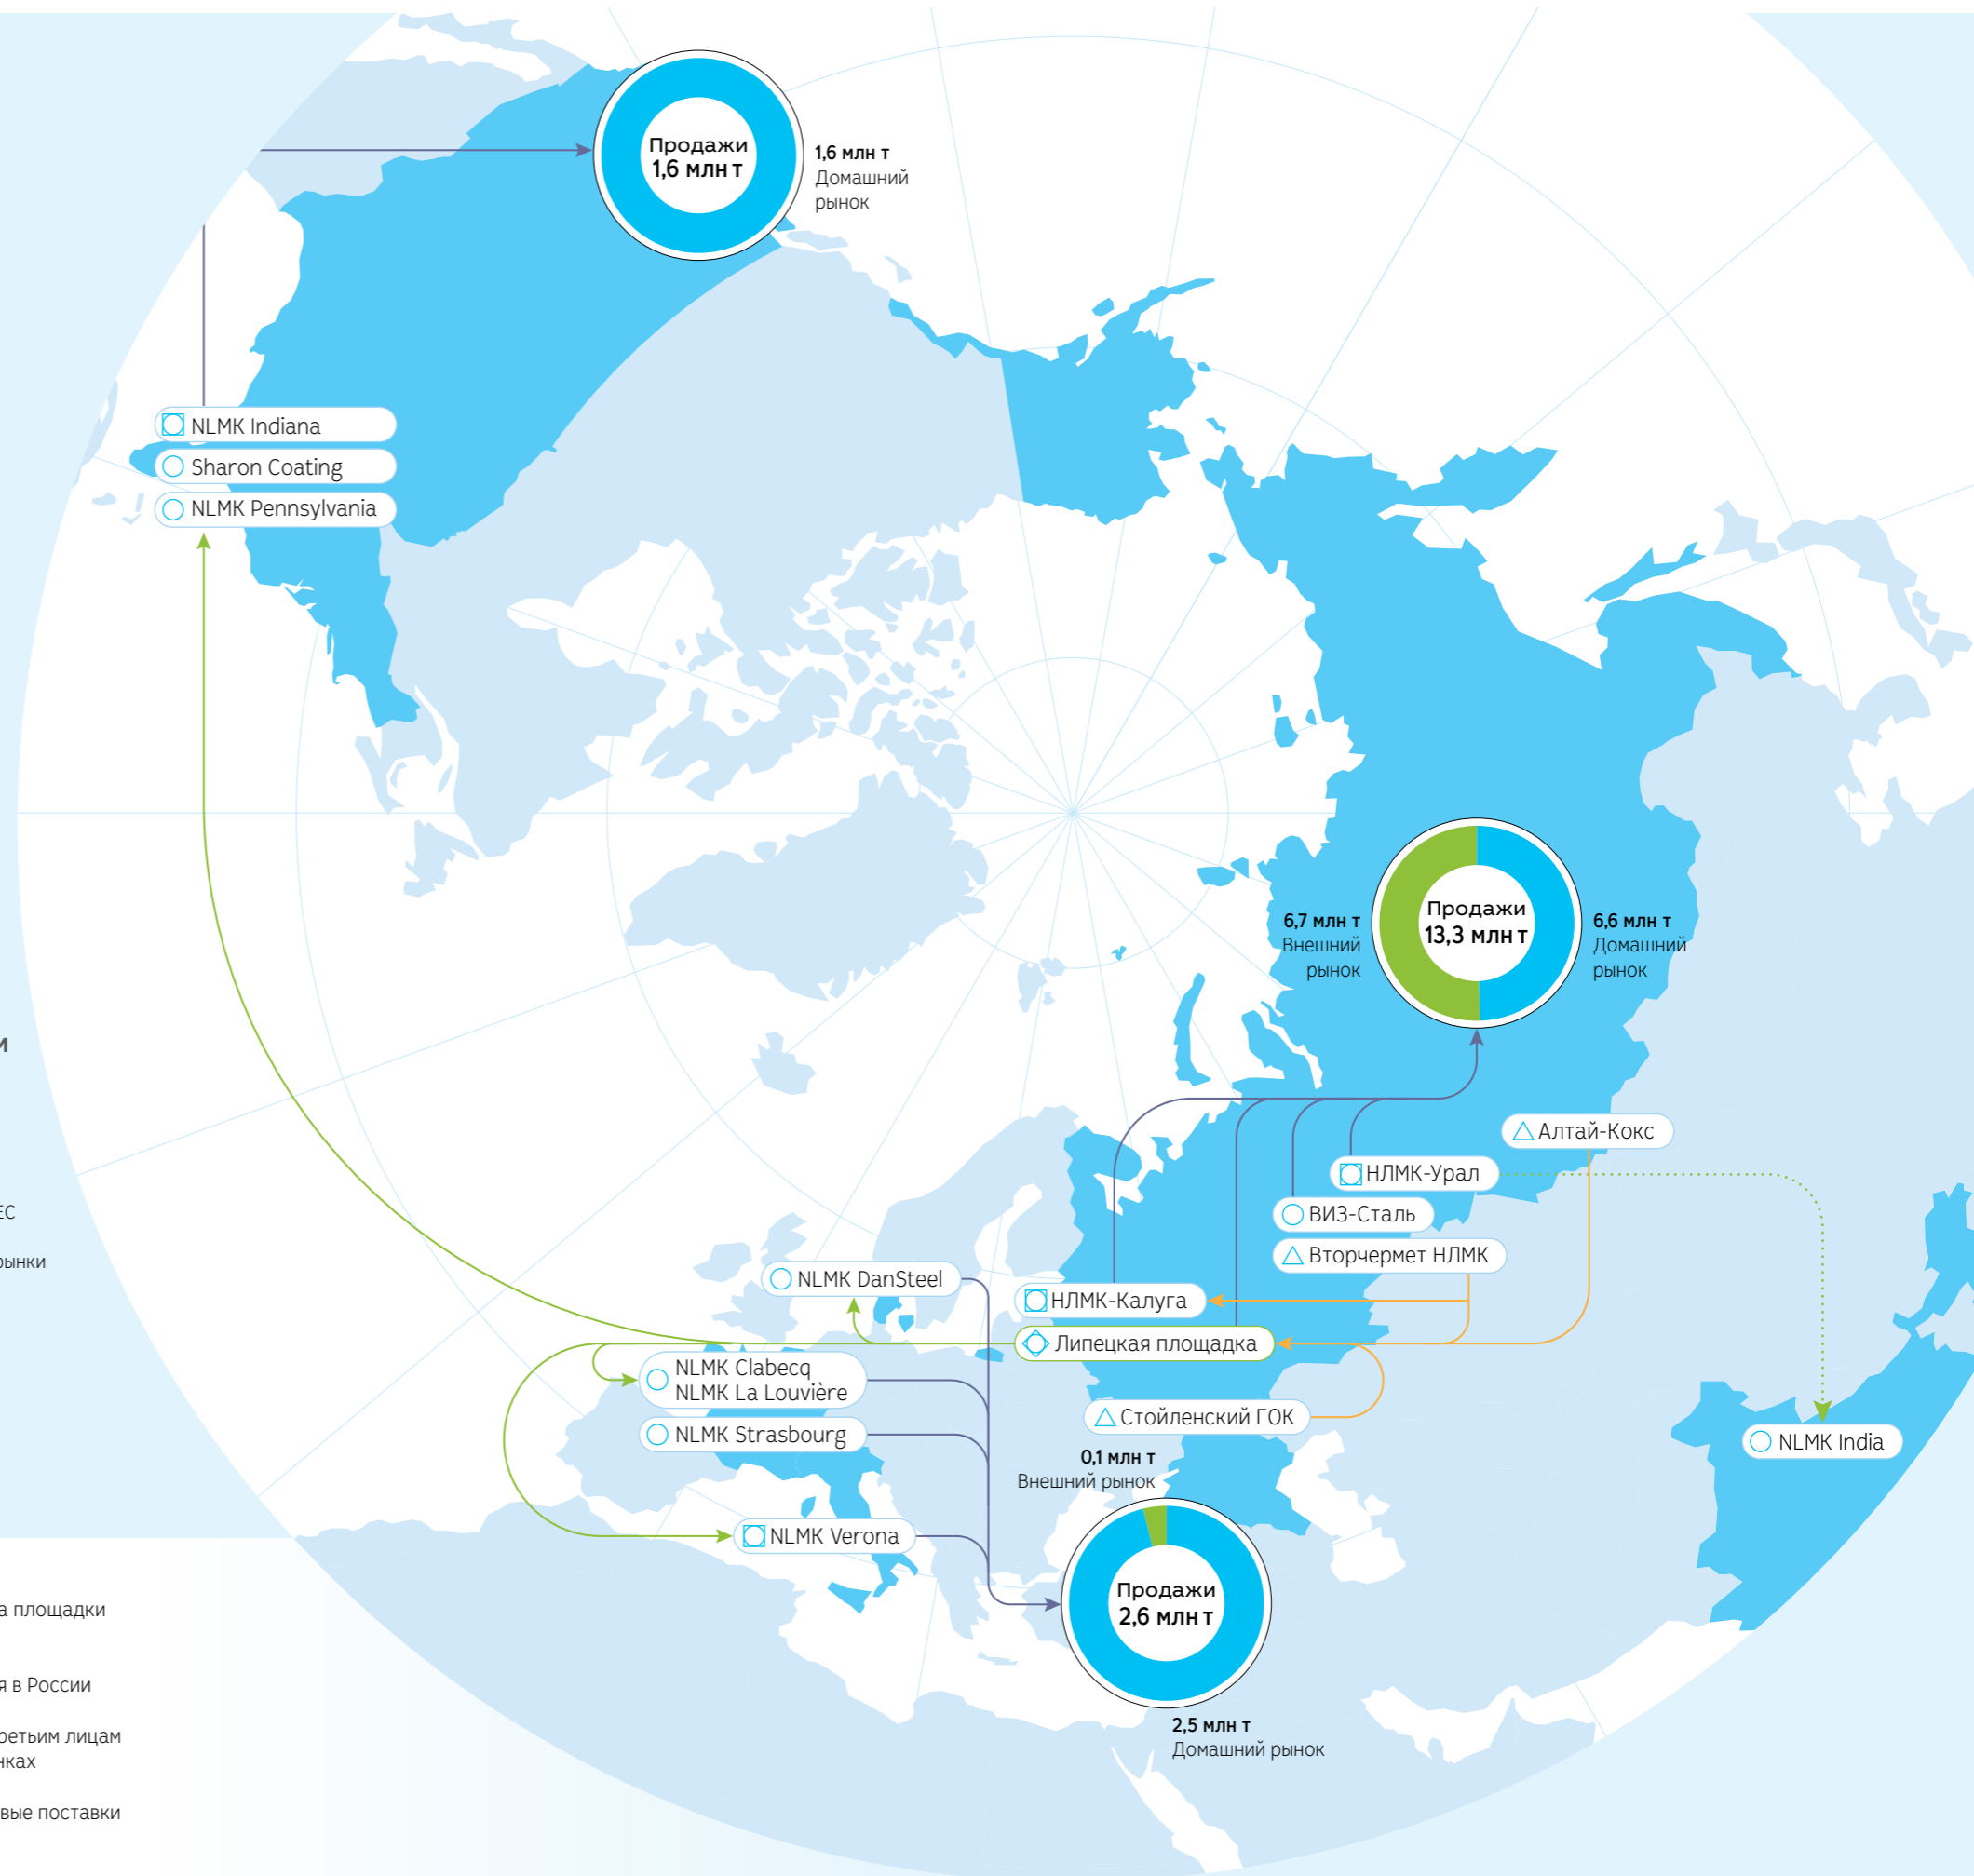 Продажи
1,6 млн т
1,6 млн т
Домашний
рынок
NLMK Indiana
Sharon Coating
NLMK Pennsylvania
6,7 млн т
Внешний
рынок
Продажи
13,3 млн т
6,6 млн т
Домашний
рынок
Алтай-Кокс
НЛМК-Урал
ВИЗ-Сталь
Вторчермет НЛМК
ЕС
NLMK DanSteel
НЛМК-Калуга
Липецкая площадка
NLMK Clabecq
NLMK La Louvière
NLMK Strasbourg
Стойленский ГОК
NLMK India
0,1 млн т
Внешний рынок
NLMK Verona
Продажи
2,6 млн т
2,5 млн т
Домашний рынок
а площадки
я в России
ретьим лицам
вые поставки